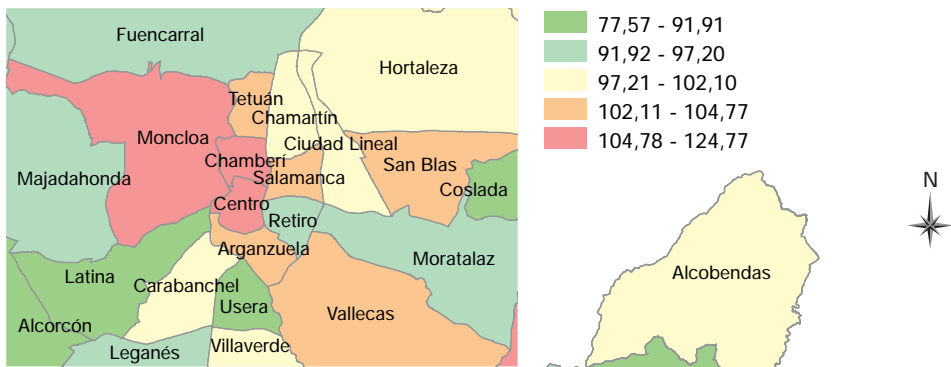 Fuencarral
Hortaleza
Tetuán
Chamartín
Moncloa
Ciudad Lineal
Chamberí
San Blas
Majadahonda
Salamanca
Coslada
Centro
Retiro
Arganzuela
Moratalaz
Latina
Carabanchel
Usera
Vallecas
Alcorcón
Leganés
Villaverde
77,57 - 91,91
91,92 - 97,20
97,21 - 102,10
102,11 - 104,77
104,78 - 124,77
N
Alcobendas